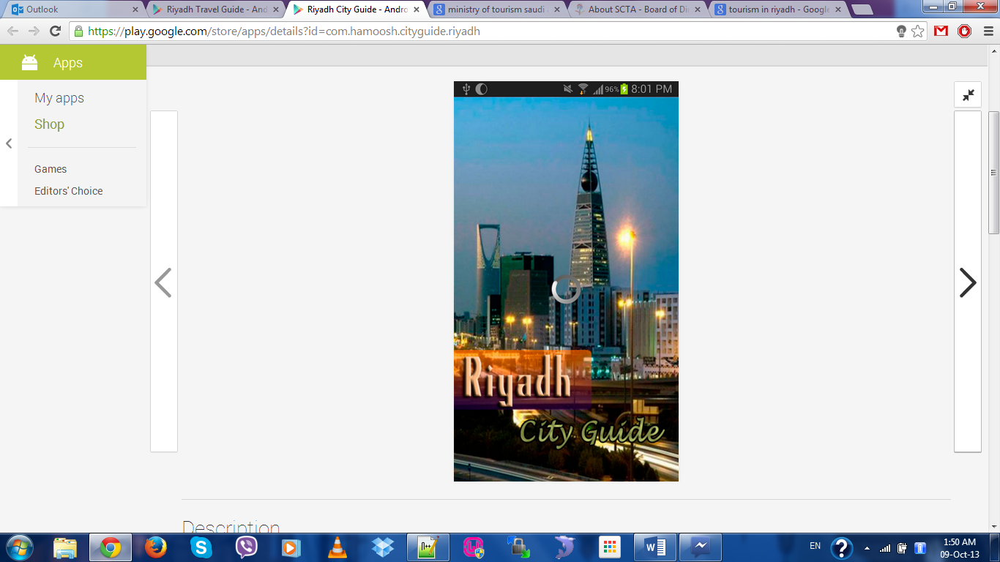 Outlook
Riyadh Travel Guide - And
Riyadh City Guide - Andro
ministry of tourism saudi
About SCTA - Board of Di
tourism in riyadh - Google
https://play.google.com/store/apps/details?id=com.hamoosh.cityguide.riyadh
Apps
My apps
Shop
Games
Editors' Choice
96% 8:01 PM
Riyadh
City Guide
Description
EN
1:50 AM
09-Oct-13